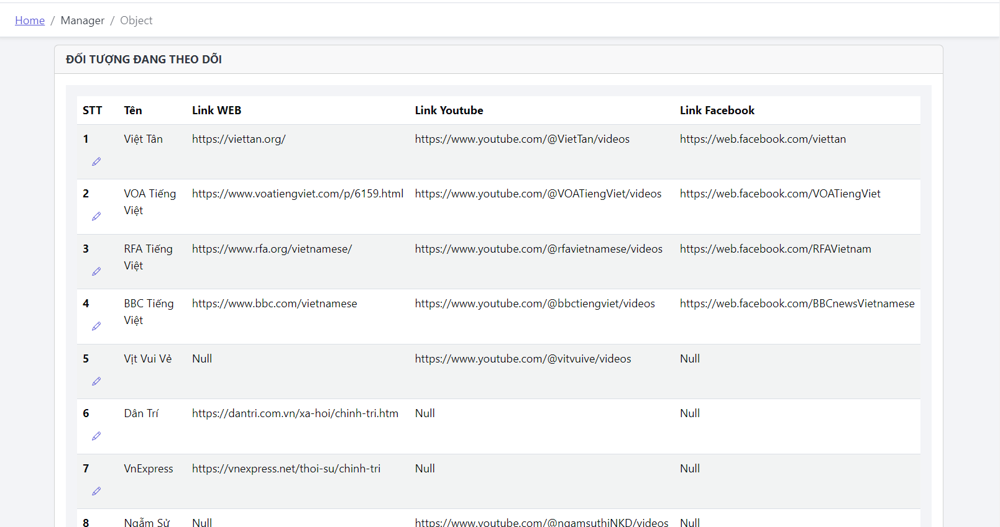 Home / Manager / Object
ĐỐI TƯỢNG ĐANG THEO DÕI
STT Tên Link WEB Link Youtube Link Facebook
1 Việt Tân https://viettan.org/ https://www.youtube.com/@VietTan/videos https://web.facebook.com/viettan
2 VOA Tiếng https://www.voatiengviet.com/p/6159.html https://www.youtube.com/@VOATiengViet/videos https://web.facebook.com/VOATiengViet
Việt
3 RFA Tiếng https://www.rfa.org/vietnamese/ https://www.youtube.com/@rfavietnamese/videos https://web.facebook.com/RFAVietnam
Việt
4 BBC Tiếng https://www.bbc.com/vietnamese https://www.youtube.com/@bbctiengviet/videos https://web.facebook.com/BBCnewsVietnamese
Việt
5 Vịt Vui Vẻ Null https://www.youtube.com/@vitvuive/videos Null
6 Dân Trí https://dantri.com.vn/xa-hoi/chinh-tri.htm Null Null
7 VnExpress https://vnexpress.net/thoi-su/chinh-tri Null Null
8 Ngẫm Sử Null https://www.youtube.com/@ngamsuthiNKD/videos Null